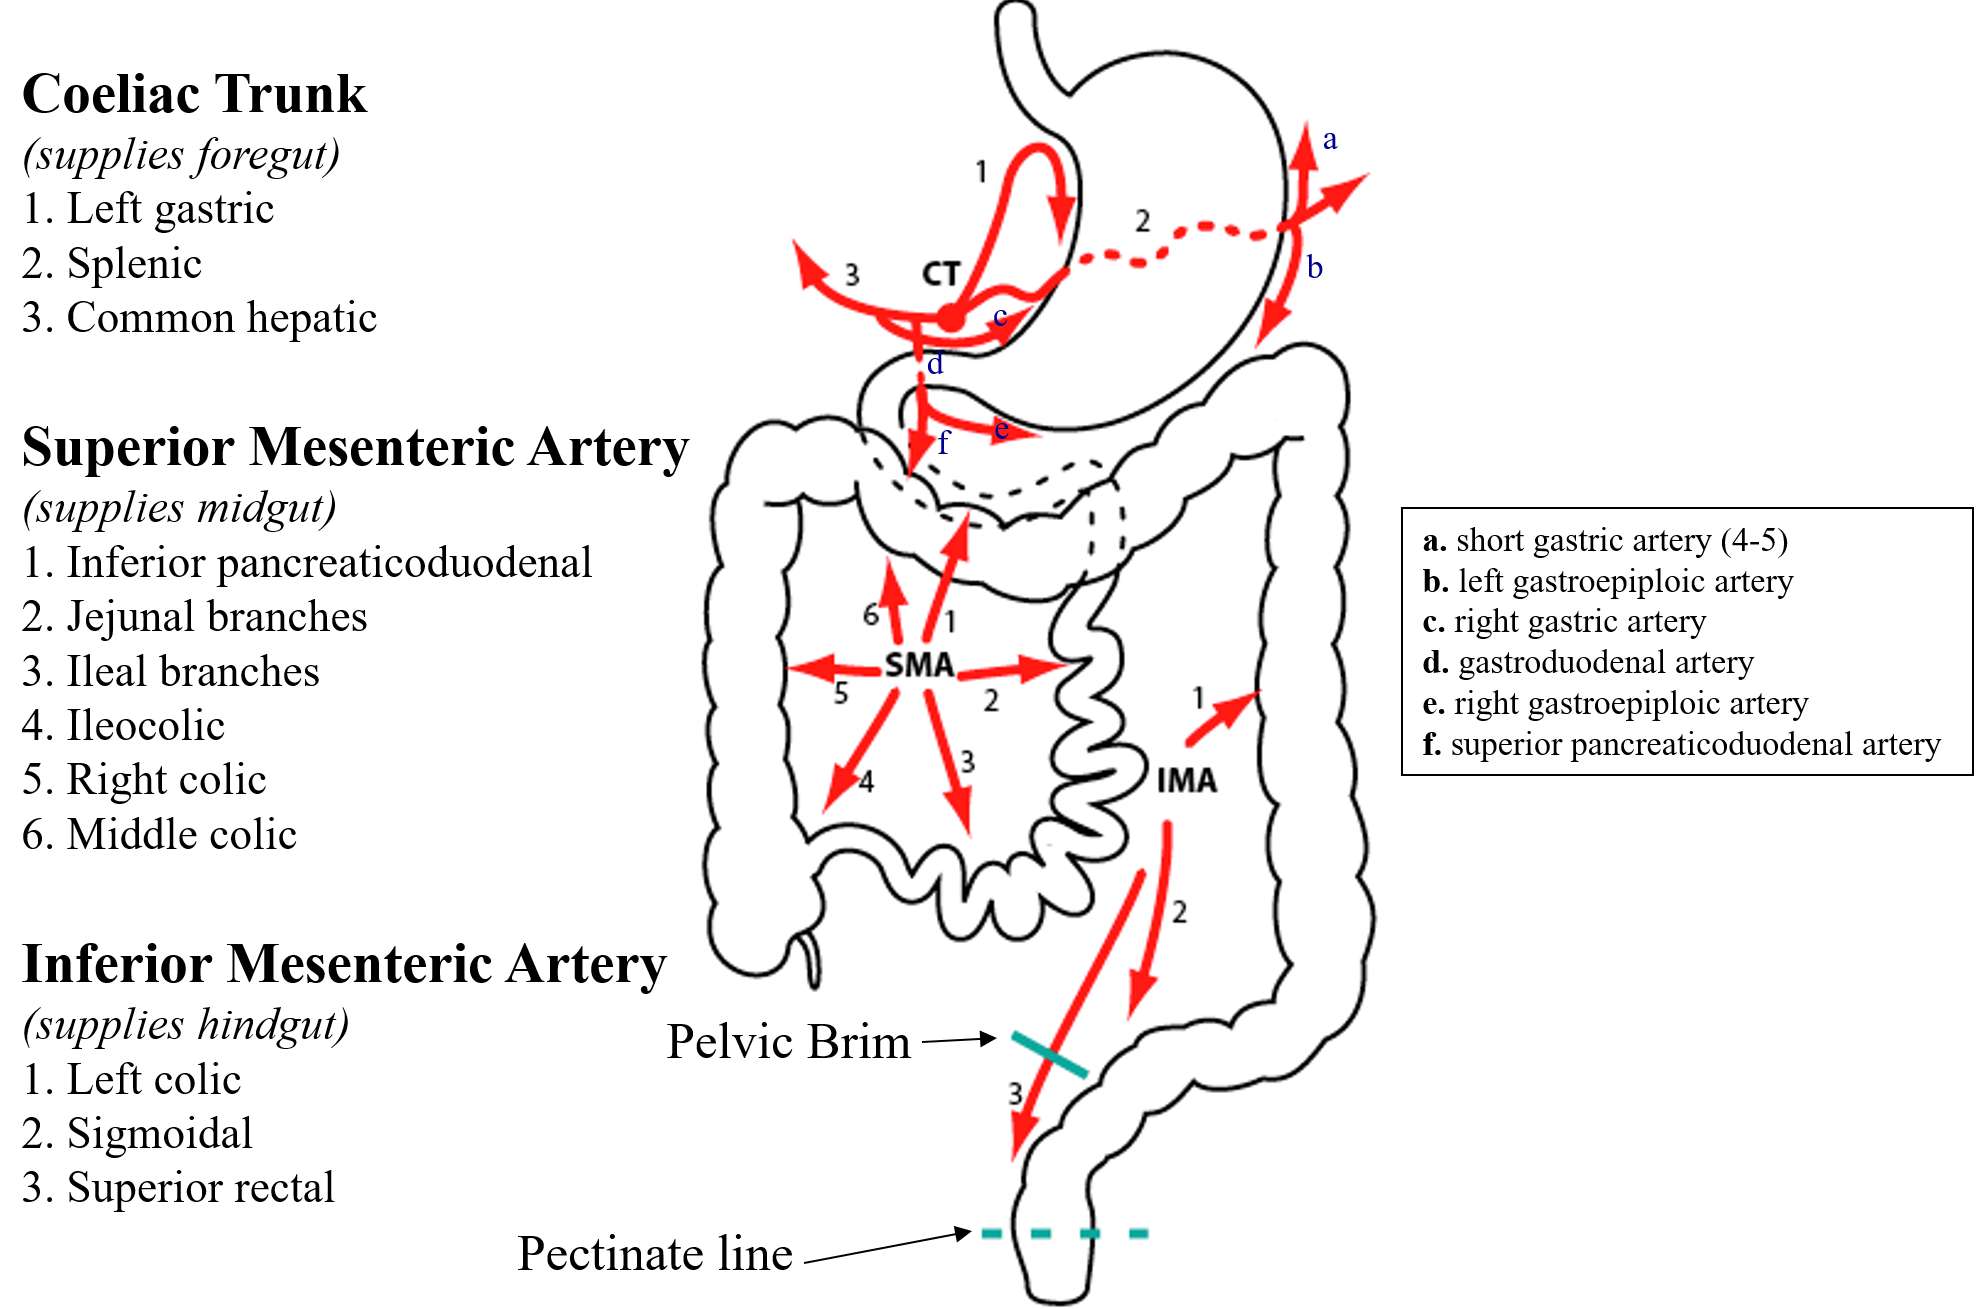 Coeliac Trunk
(supplies foregut)
1. Left gastric
2. Splenic
3. Common hepatic
Superior Mesenteric Artery
(supplies midgut)
1. Inferior pancreaticoduodenal
2. Jejunal branches
3. Ileal branches
4. Ileocolic
5. Right colic
6. Middle colic
Inferior Mesenteric Artery
(supplies hindgut)
1. Left colic
2. Sigmoidal
3. Superior rectal
1
2
3
CT
a
b
c
d
e
f
6
1
SMA
5
2
4
3
1
IMA
2
3
Pelvic Brim
Pectinate line
a. short gastric artery (4-5)
b. left gastroepiploic artery
c. right gastric artery
d. gastroduodenal artery
e. right gastroepiploic artery
f. superior pancreaticoduodenal artery